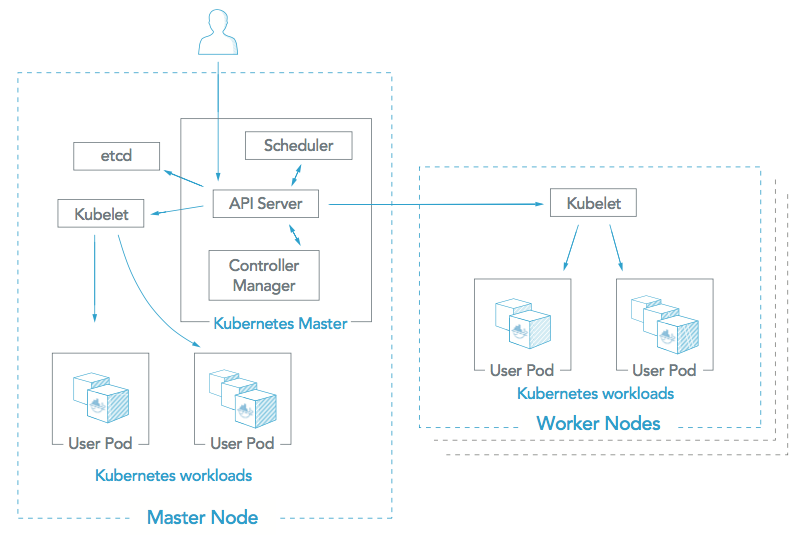 etcd
Scheduler
Kubelet
API Server
Controller
Manager
Kubernetes Master
User Pod
User Pod
Kubernetes workloads
Master Node
Kubelet
User Pod
User Pod
Kubernetes workloads
Worker Nodes